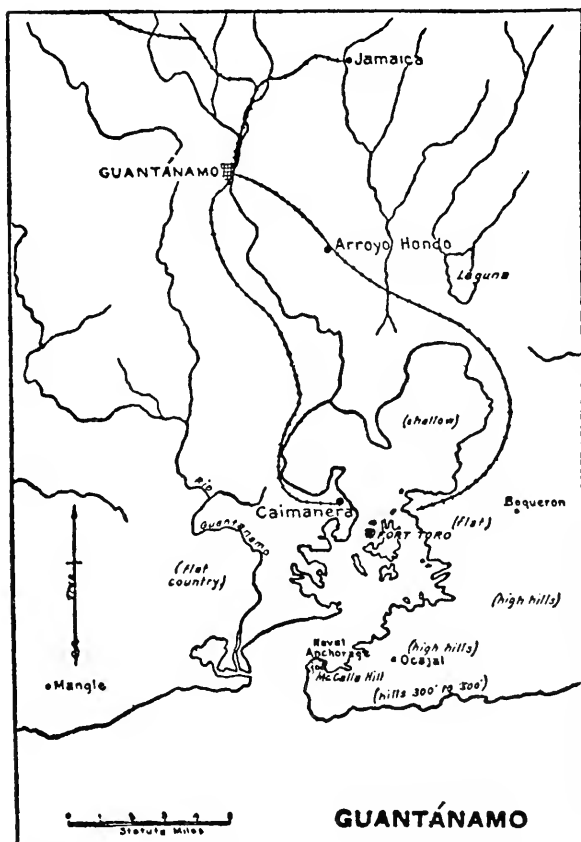 Jamaica
GUANTÁNAMO
Arroyo Hondo
Laguna
(shallow)
Rio
Guantanamo
Caimanera
Boqueron
(flat)
FORT TORO
(flat
country)
(high hills)
Naval
Anchorage
(high hills)
Ocajal
McCalla Hill
(hills 300' to 500')
Mangle
Statute Miles
GUANTÁNAMO